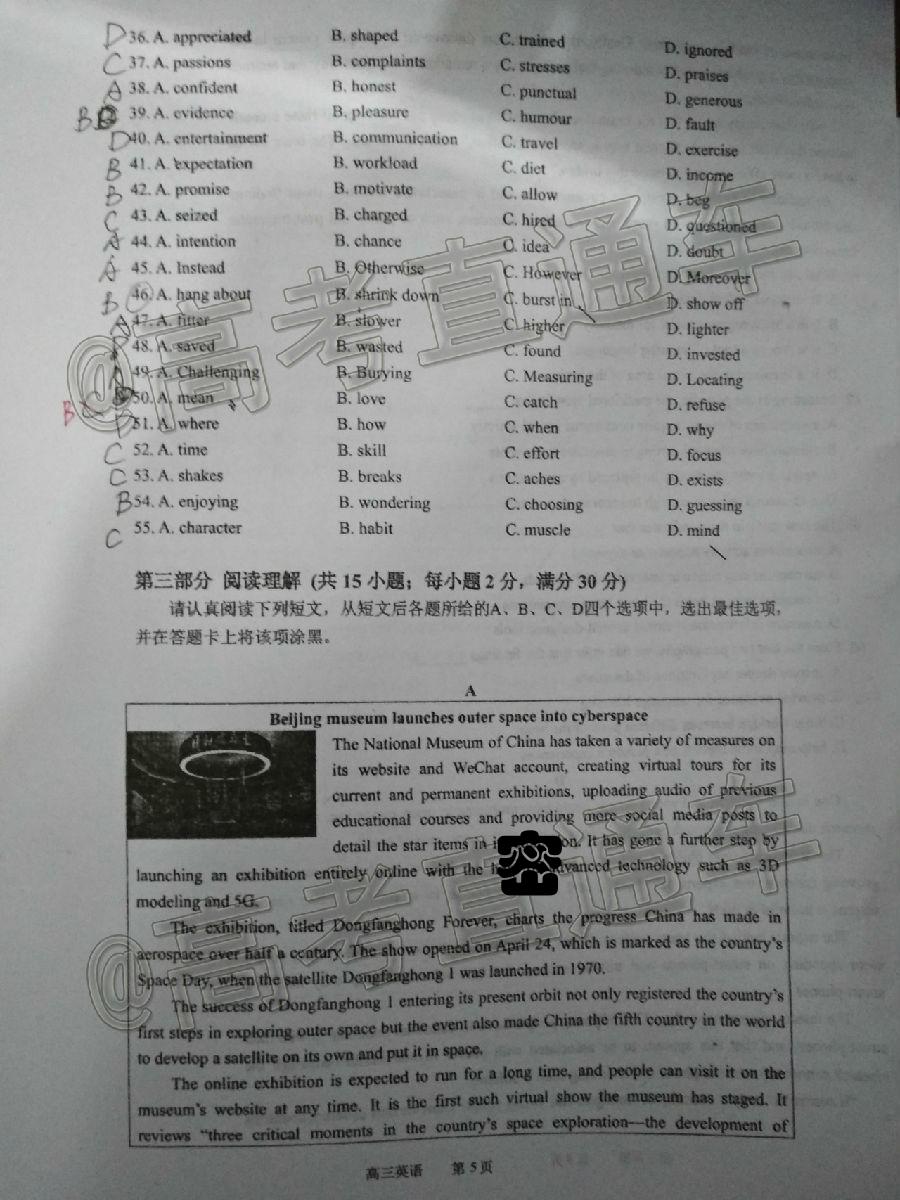 D 36. A. appreciated B. shaped C. trained D. ignored
C 37. A. passions B. complaints C. stresses D. praises
A 38. A. confident B. honest C. punctual D. generous
B 39. A. evidence B. pleasure C. humour D. fault
D 40. A. entertainment B. communication C. travel D. exercise
B 41. A. expectation B. workload C. diet D. income
B 42. A. promise B. motivate C. allow D. beg
C 43. A. seized B. charged C. hired D. questioned
A 44. A. intention B. chance C. idea D. doubt
A 45. A. Instead B. Otherwise C. However D. Moreover
B 46. A. hang about B. shrink down C. burst in D. show off
A 47. A. fitter B. slower C. higher D. lighter
48. A. saved B. wasted C. found D. invested
A 49. A. Challenging B. Burying C. Measuring D. Locating
B 50. A. mean B. love C. catch D. refuse
D 51. A. where B. how C. when D. why
C 52. A. time B. skill C. effort D. focus
C 53. A. shakes B. breaks C. aches D. exists
B 54. A. enjoying B. wondering C. choosing D. guessing
C 55. A. character B. habit C. muscle D. mind
第三部分 阅读理解 (共 15 小题；每小题 2 分，满分 30 分)
请认真阅读下列短文，从短文后各题所给的A、B、C、D四个选项中，选出最佳选项，
并在答题卡上将该项涂黑。
A
Beijing museum launches outer space into cyberspace
The National Museum of China has taken a variety of measures on
its website and WeChat account, creating virtual tours for its
current and permanent exhibitions, uploading audio of previous
educational courses and providing more social media posts to
detail the star items in It has gone a further step by
launching an exhibition entirely online with the advanced technology such as 3D
modeling and 5G.
The exhibition, titled Dongfanghong Forever, charts the progress China has made in
aerospace over half a century. The show opened on April 24, which is marked as the country's
Space Day, when the satellite Dongfanghong 1 was launched in 1970.
The success of Dongfanghong 1 entering its present orbit not only registered the country's
first steps in exploring outer space but the event also made China the fifth country in the world
to develop a satellite on its own and put it in space.
The online exhibition is expected to run for a long time, and people can visit it on the
museum's website at any time. It is the first such virtual show the museum has staged. It
reviews "three critical moments in the country's space exploration—the development of
高三英语 第 5 页
@高考直通车
@高考直通车